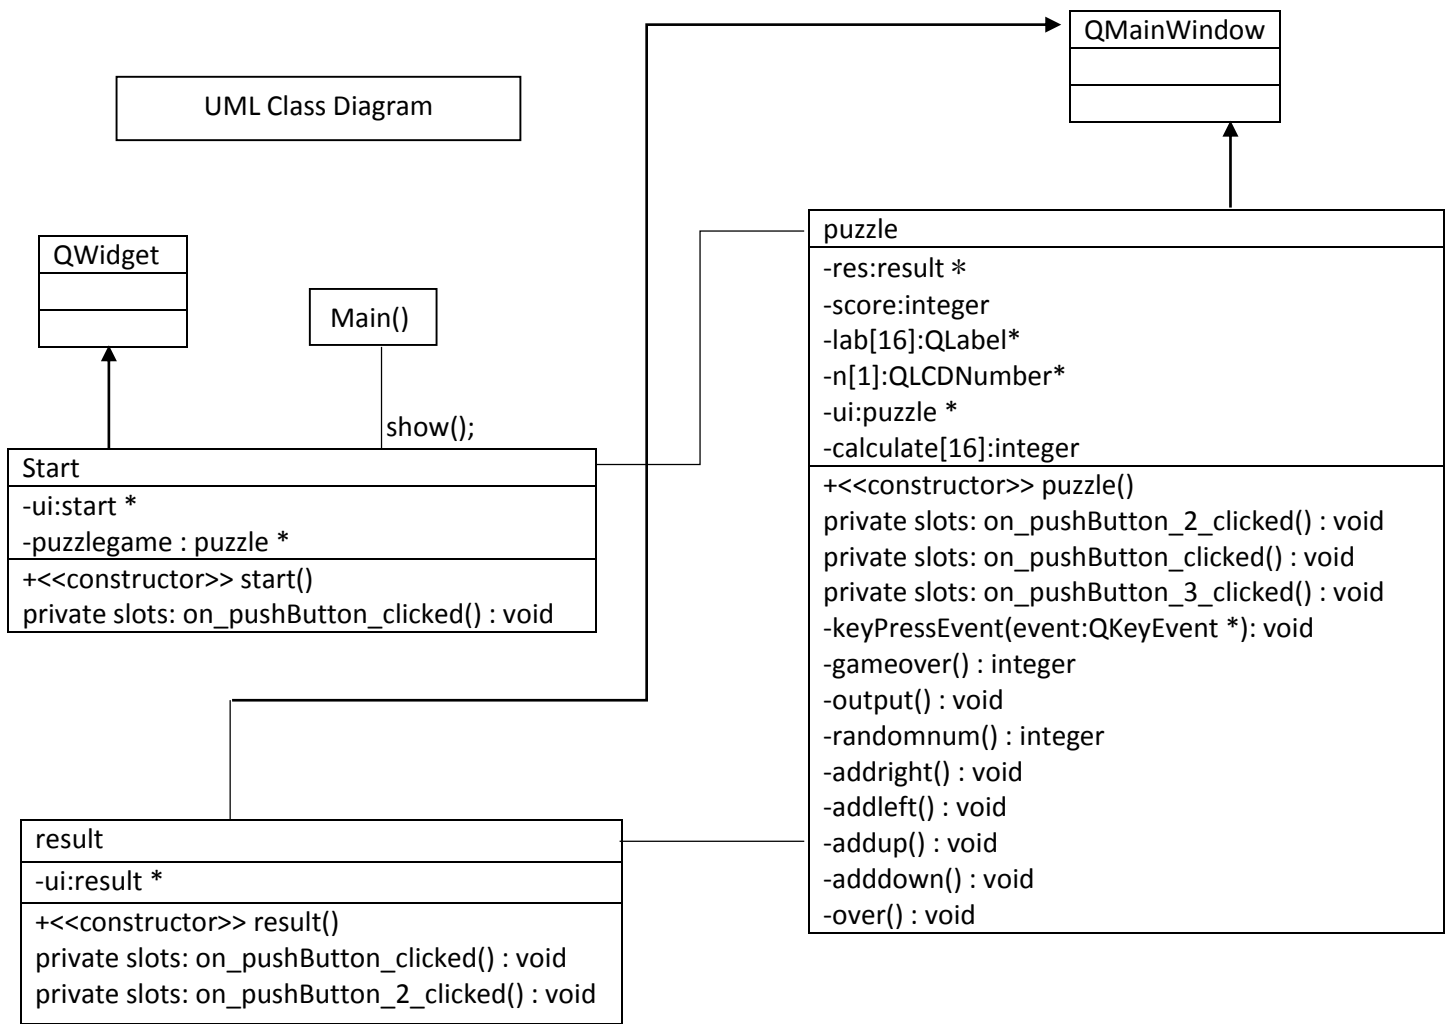 QMainWindow
UML Class Diagram
QWidget
Main()
show();
Start
-ui:start *
-puzzlegame : puzzle *
+<<constructor>> start()
private slots: on_pushButton_clicked() : void
puzzle
-res:result *
-score:integer
-lab[16]:QLabel*
-n[1]:QLCDNumber*
-ui:puzzle *
-calculate[16]:integer
+<<constructor>> puzzle()
private slots: on_pushButton_2_clicked() : void
private slots: on_pushButton_clicked() : void
private slots: on_pushButton_3_clicked() : void
-keyPressEvent(event:QKeyEvent *): void
-gameover() : integer
-output() : void
-randomnum() : integer
-addright() : void
-addleft() : void
-addup() : void
-adddown() : void
-over() : void
result
-ui:result *
+<<constructor>> result()
private slots: on_pushButton_clicked() : void
private slots: on_pushButton_2_clicked() : void